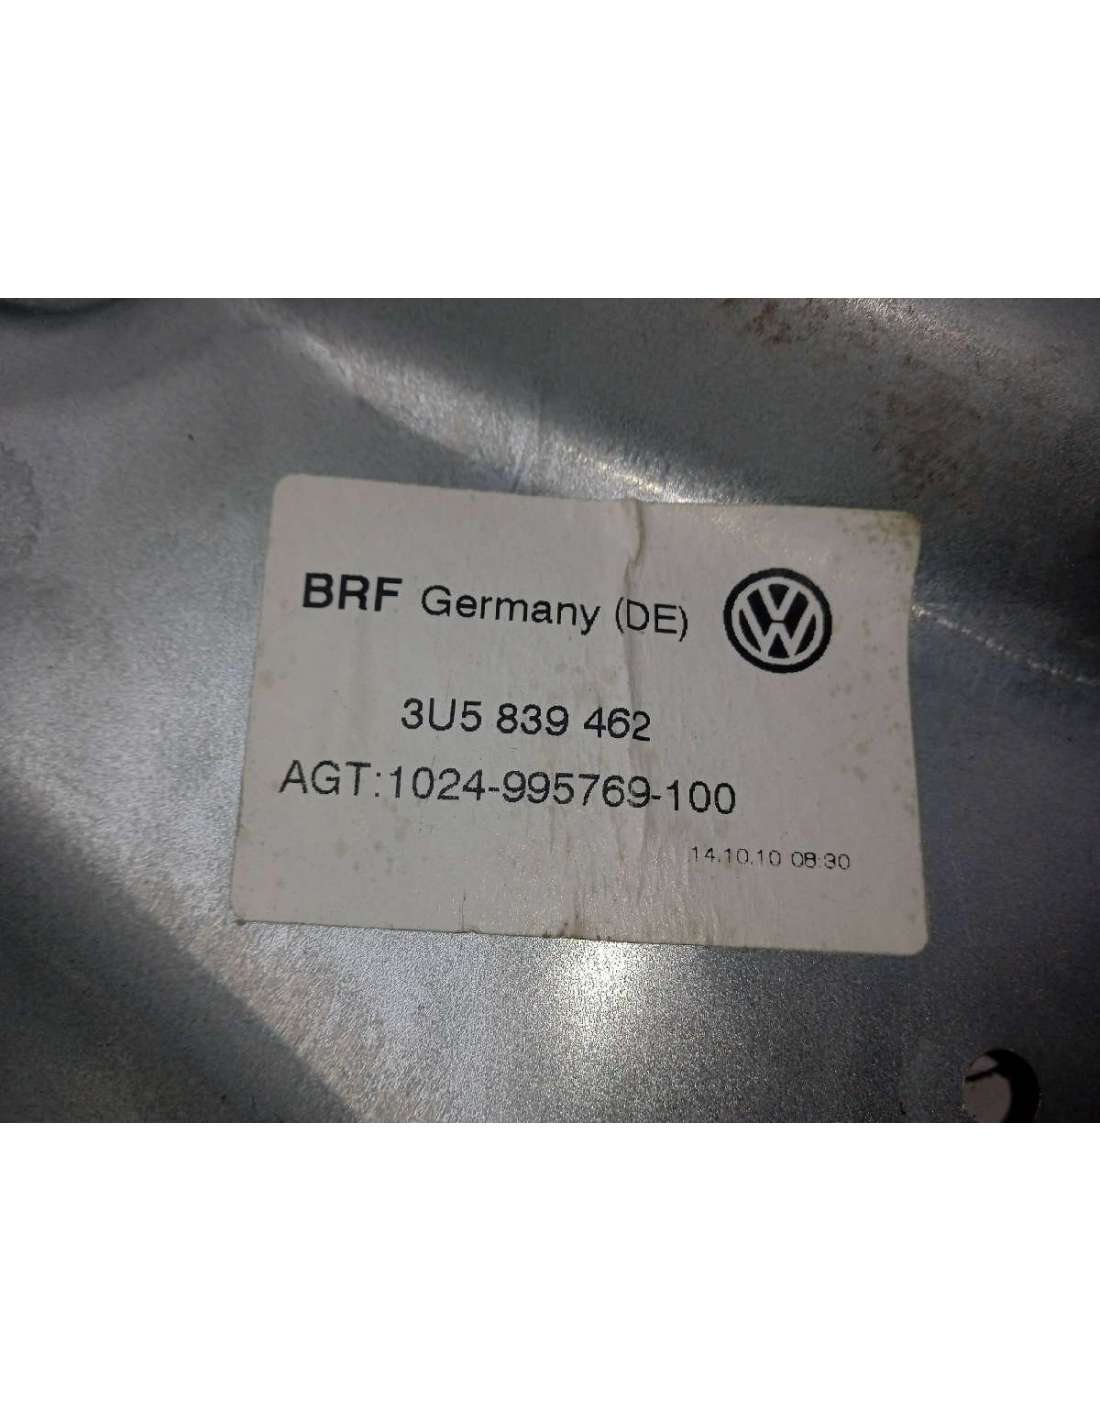 BRF Germany (DE)
3U5 839 462
AGT:1024-995769-100
14.10.10 08:30